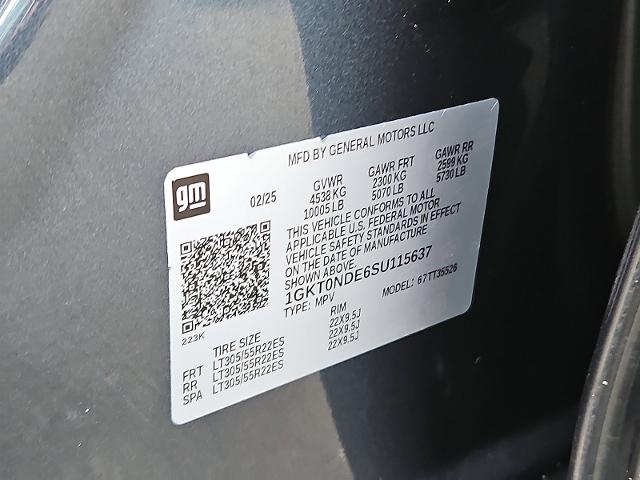 MFD BY GENERAL MOTORS LLC
gm
02/25
GVWR GAWR FRT GAWR RR
4538 KG 2300 KG 2599 KG
10005 LB 5070 LB 5730 LB
THIS VEHICLE CONFORMS TO ALL
APPLICABLE U.S. FEDERAL MOTOR
VEHICLE SAFETY STANDARDS IN EFFECT
ON THE DATE OF MANUFACTURE
SHOWN ABOVE.
1GKT0NDE6SU115637
TYPE: MPV MODEL: 67TT35526
223K
TIRE SIZE RIM
FRT LT305/55R22ES 22X9.5J
RR LT305/55R22ES 22X9.5J
SPA LT305/55R22ES 22X9.5J